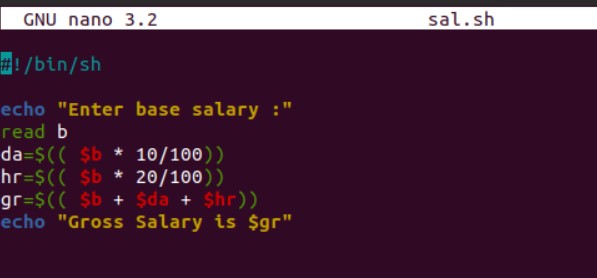 GNU nano 3.2 sal.sh
#!/bin/sh
echo "Enter base salary :"
read b
da=$(( $b * 10/100))
hr=$(( $b * 20/100))
gr=$(( $b + $da + $hr))
echo "Gross Salary is $gr"